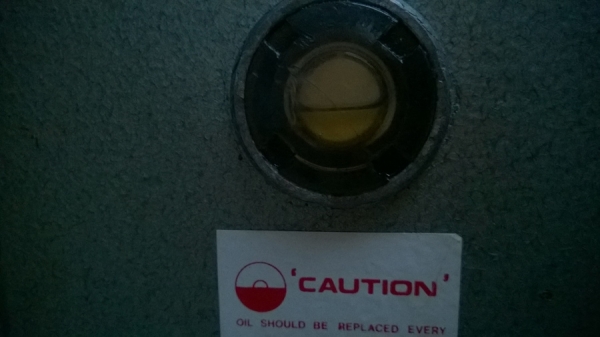 'CAUTION'
OIL SHOULD BE REPLACED EVERY